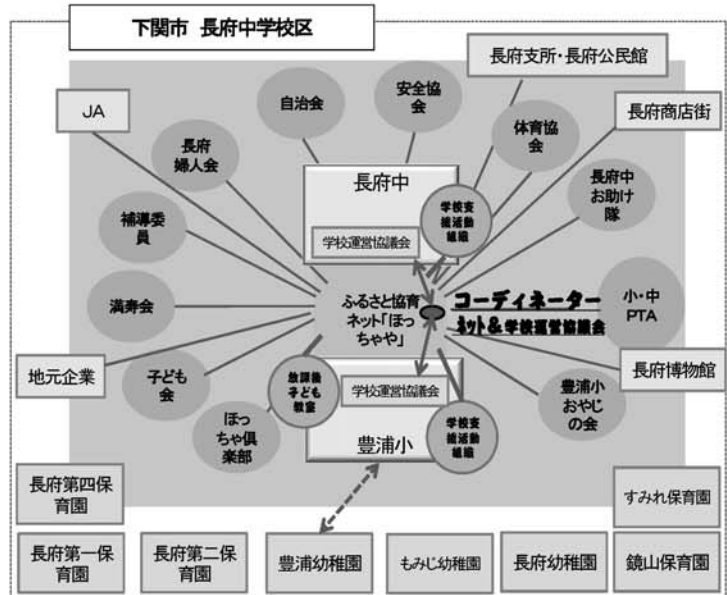 下関市 長府中学校区
長府支所・長府公民館
安全協
会
自治会
JA
体育協
会
長府商店街
長府
婦人会
長府中
長府中
お助け
隊
学校支
援活動
組織
補導委
員
学校運営協議会
コーディネーター
ネット&学校運営協議会
小・中
PTA
満寿会
ふるさと協育
ネット「ほっ
ちゃや」
地元企業
長府博物館
子ども
会
放課後
子ども
教室
学校運営協議会
豊浦小
おやじ
の会
ほっ
ちゃ倶
楽部
豊浦小
学校支
援活動
組織
長府第四保
育園
すみれ保育園
長府第一保
育園
長府第二保
育園
豊浦幼稚園
もみじ幼稚園
長府幼稚園
鏡山保育園